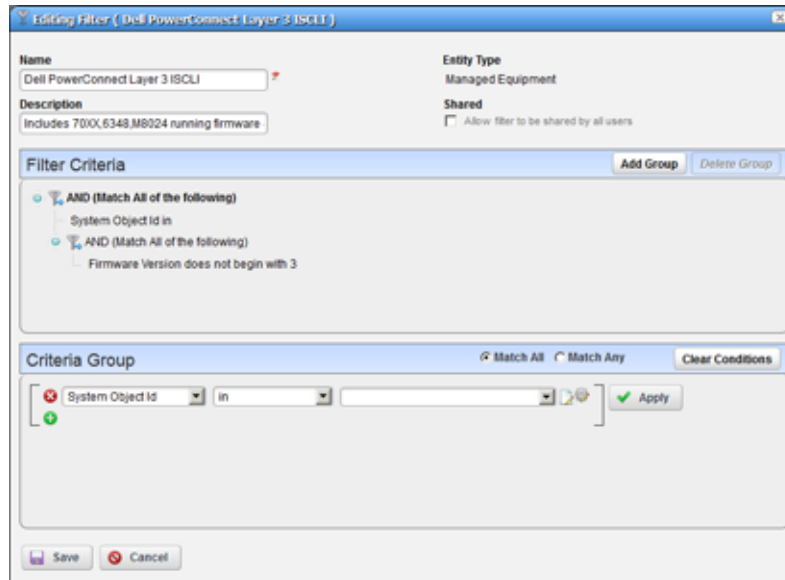 Editing Filter ( Dell PowerConnect Layer 3 ISCLI )
Name
Entity Type
Dell PowerConnect Layer 3 ISCLI *
Managed Equipment
Description
Shared
Includes 70XX,6348,M8024 running firmware
Allow filter to be shared by all users
Filter Criteria
Add Group
Delete Group
AND (Match All of the following)
System Object Id in
AND (Match All of the following)
Firmware Version does not begin with 3
Criteria Group
Match All
Match Any
Clear Conditions
System Object Id
in
Apply
Save
Cancel